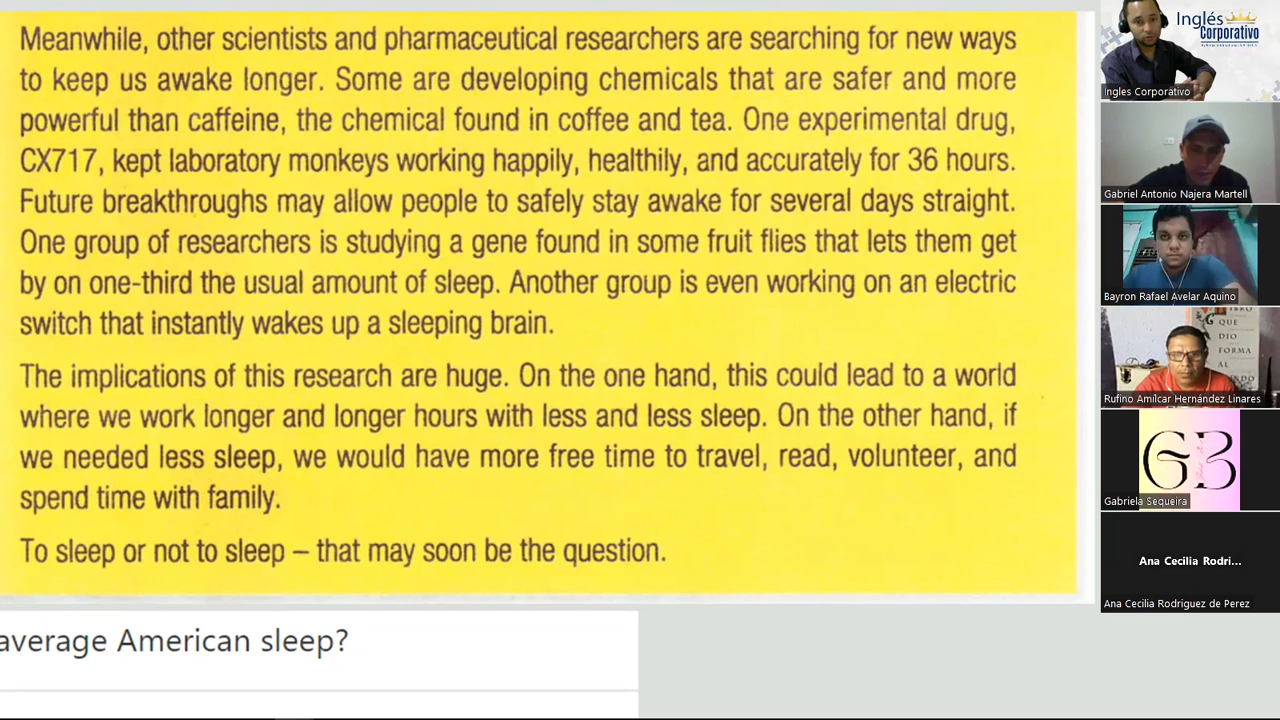 Meanwhile, other scientists and pharmaceutical researchers are searching for new ways
to keep us awake longer. Some are developing chemicals that are safer and more
powerful than caffeine, the chemical found in coffee and tea. One experimental drug,
CX717, kept laboratory monkeys working happily, healthily, and accurately for 36 hours.
Future breakthroughs may allow people to safely stay awake for several days straight.
One group of researchers is studying a gene found in some fruit flies that lets them get
by on one-third the usual amount of sleep. Another group is even working on an electric
switch that instantly wakes up a sleeping brain.
The implications of this research are huge. On the one hand, this could lead to a world
where we work longer and longer hours with less and less sleep. On the other hand, if
we needed less sleep, we would have more free time to travel, read, volunteer, and
spend time with family.
To sleep or not to sleep – that may soon be the question.
average American sleep?
Inglés
Corporativo
Ingles Corporativo
Gabriel Antonio Najera Martell
Bayron Rafael Avelar Aquino
QUE
DIO
FORMA
AL
Rufino Amílcar Hernández Linares
GB
Gabriela Sequeira
Ana Cecilia Rodri...
Ana Cecilia Rodriguez de Perez